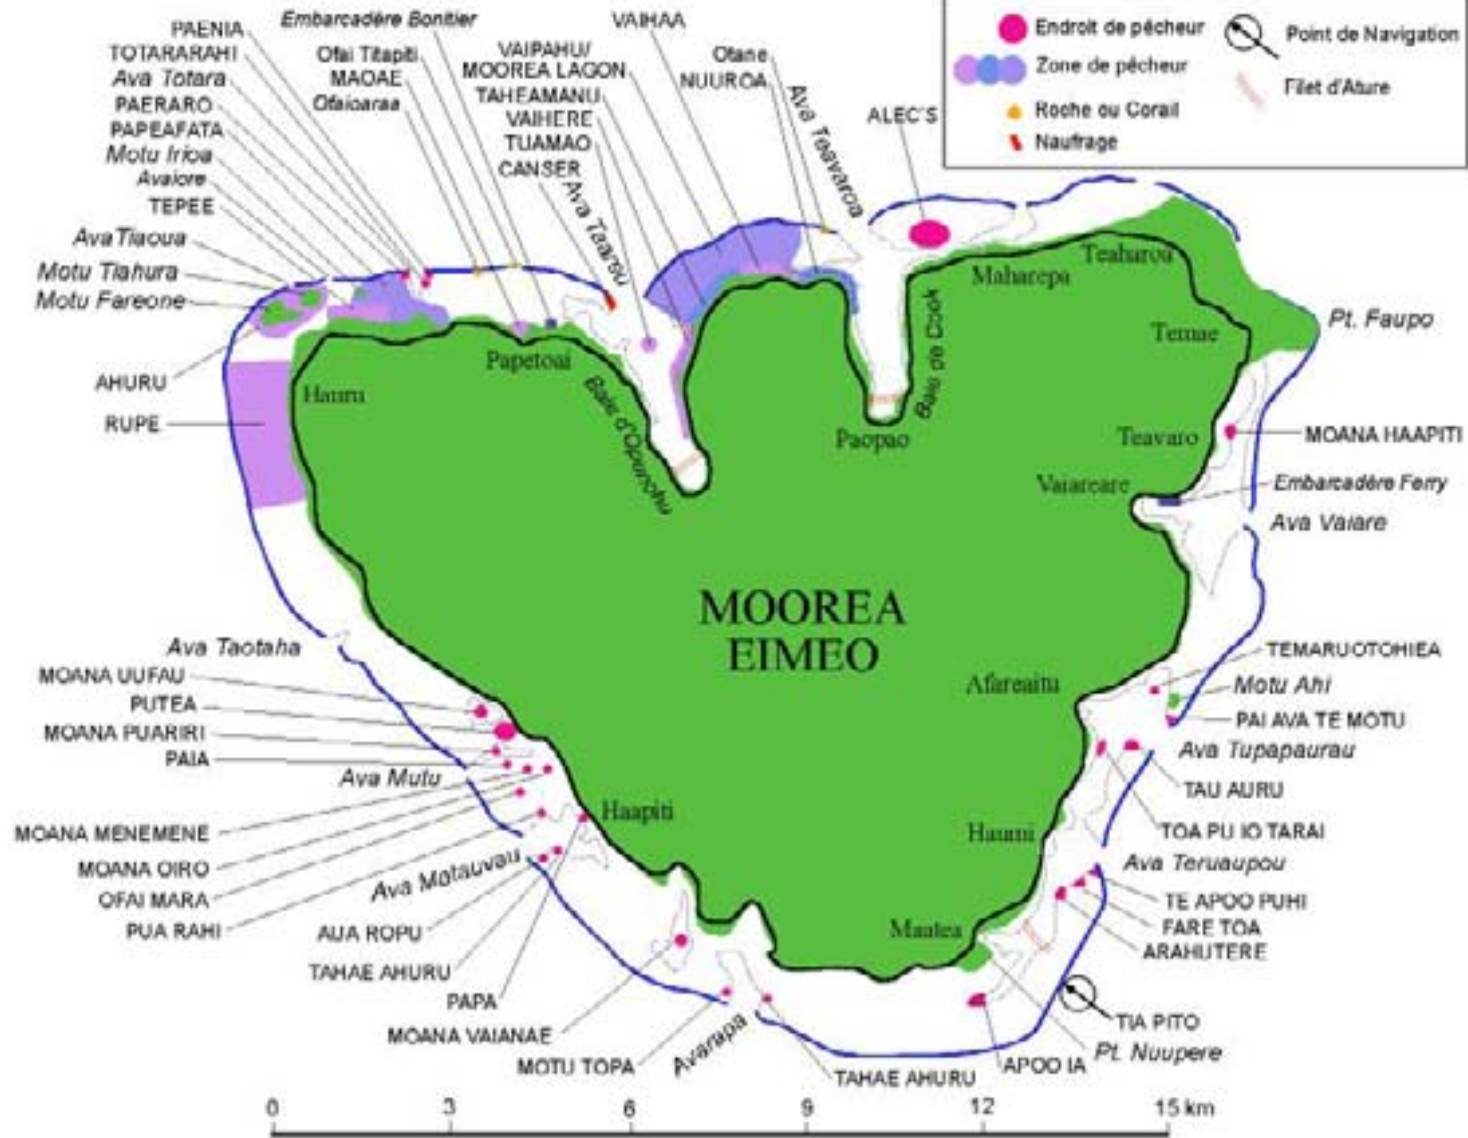 PAENIA
TOTARARAHI
Ava Totara
PAERARO
PAPEAFATA
Motu Irioa
Avaiore
TEPEE
Ava Tiaoua
Motu Tiahura
Motu Fareone
AHURU
RUPE
Embarcadère Bonitier
Ofai Titapiti
MAOAE
Ofaioaraa
VAIHAA
VAIPAHU/
MOOREA LAGON
TAHEAMANU
VAIHERE
TUAMAO
CANSER
Ava Taareu
Otane
NUUROA
Ava Teavaroa
ALEC'S
Endroit de pêcheur
Zone de pêcheur
Roche ou Corail
Naufrage
Point de Navigation
Filet d'Ature
Hauru
Papetoai
Baie d'Opunohu
Paopao
Baie de Cook
Maharepa
Teaharoa
Temae
Pt. Faupo
Teavaro
MOANA HAAPITI
Vaiareare
Embarcadère Ferry
Ava Vaiare
MOOREA
EIMEO
Ava Taotaha
MOANA UUFAU
PUTEA
MOANA PUARIRI
PAIA
Ava Mutu
MOANA MENEMENE
MOANA OIRO
OFAI MARA
PUA RAHI
Haapiti
Ava Matauvau
AUA ROPU
TAHAE AHURU
PAPA
MOANA VAIANAE
MOTU TOPA
Avarapa
TAHAE AHURU
Afareaitu
TEMARUOTOHIEA
Motu Ahi
PAI AVA TE MOTU
Ava Tupapaurau
TAU AURU
TOA PU IO TARAI
Haumi
Ava Teruaupou
TE APOO PUHI
FARE TOA
ARAHUTERE
Maatea
TIA PITO
Pt. Nuupere
APOO IA
0 3 6 9 12 15 km